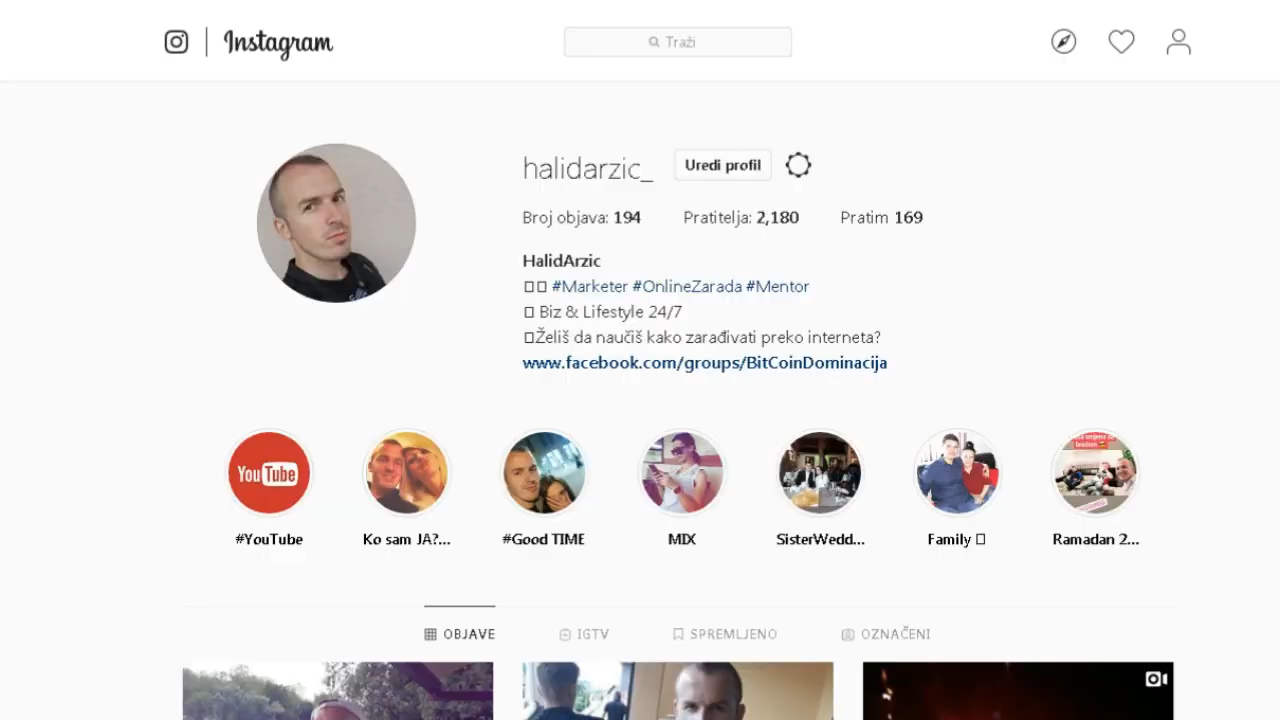 Instagram
Traži
halidarzic_ Uredi profil
Broj objava: 194 Pratitelja: 2,180 Pratim 169
HalidArzic
#Marketer #OnlineZarada #Mentor
Biz & Lifestyle 24/7
Želiš da naučiš kako zarađivati preko interneta?
www.facebook.com/groups/BitCoinDominacija
YouTube
#YouTube Ko sam JA?... #Good TIME MIX SisterWedd... Family Ramadan 2...
OBJAVE IGTV SPREMLJENO OZNAČENI